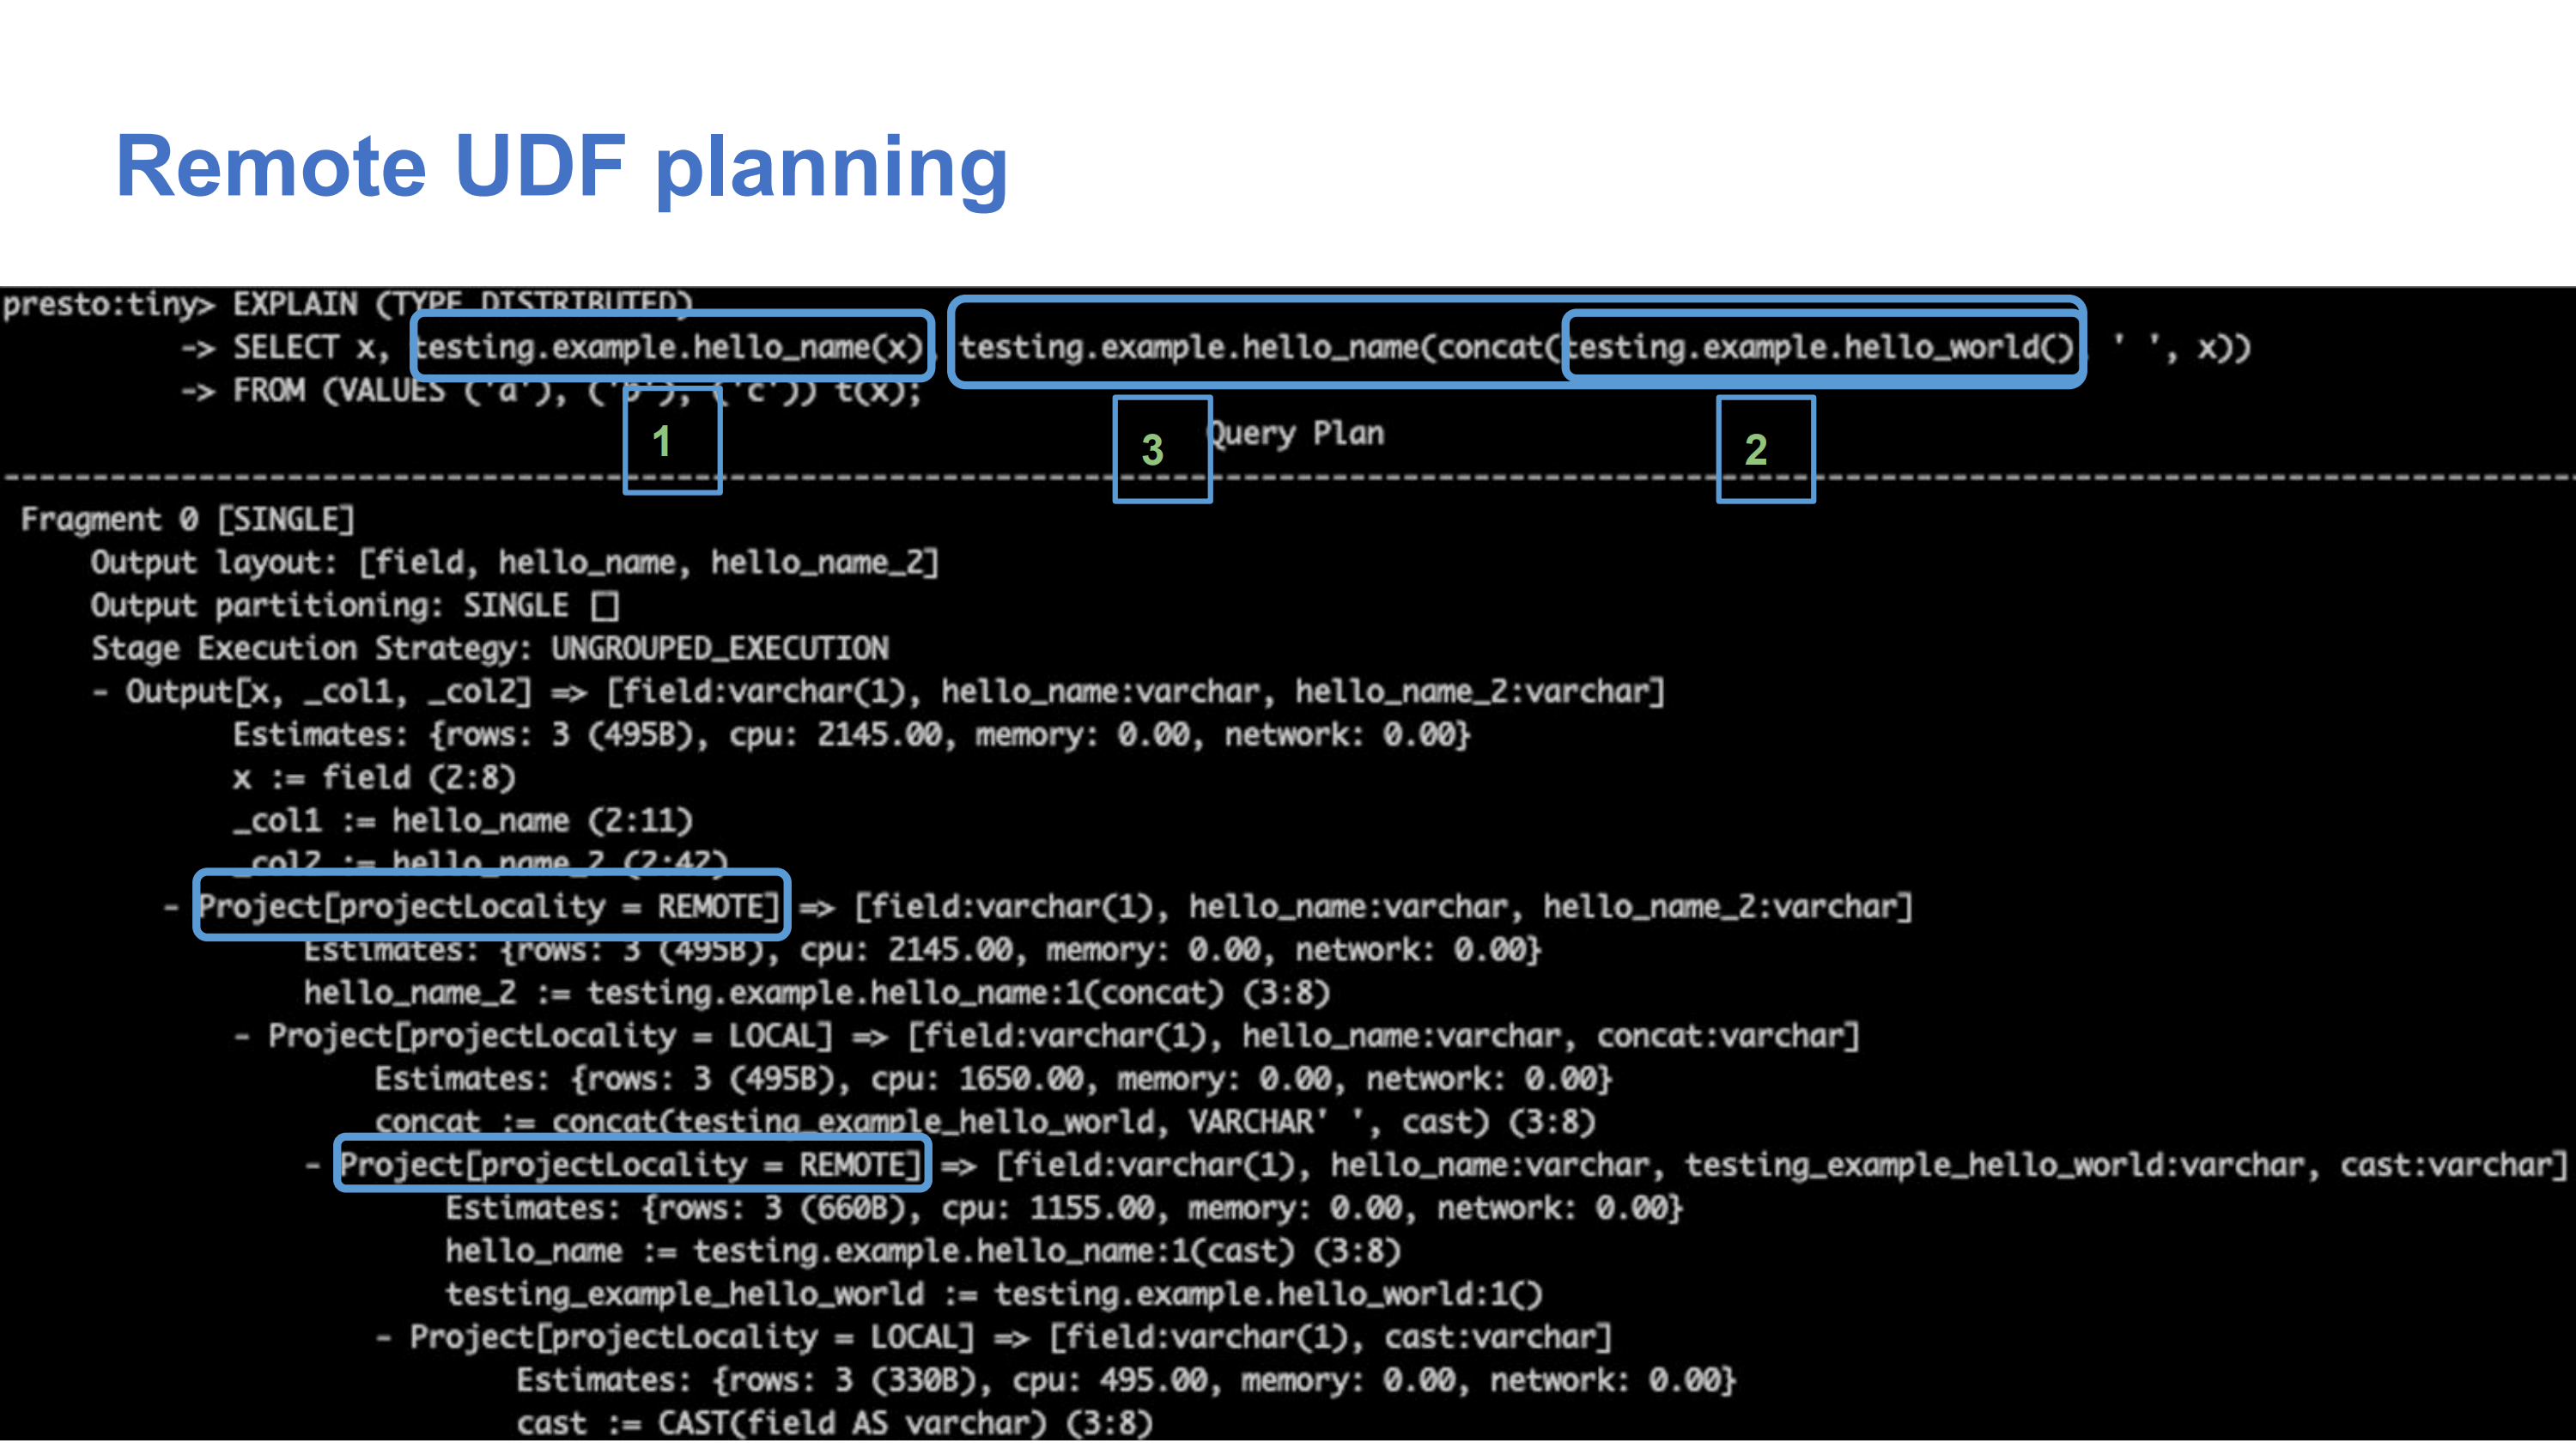 Remote UDF planning
presto:tiny> EXPLAIN (TYPE DISTRIBUTED)
-> SELECT x, testing.example.hello_name(x), testing.example.hello_name(concat(testing.example.hello_world(), ' ', x))
-> FROM (VALUES ('a'), ('b'), ('c')) t(x);
1
3
2
Query Plan
Fragment 0 [SINGLE]
Output layout: [field, hello_name, hello_name_2]
Output partitioning: SINGLE []
Stage Execution Strategy: UNGROUPED_EXECUTION
- Output[x, _col1, _col2] => [field:varchar(1), hello_name:varchar, hello_name_2:varchar]
Estimates: {rows: 3 (495B), cpu: 2145.00, memory: 0.00, network: 0.00}
x := field (2:8)
_col1 := hello_name (2:11)
_col2 := hello_name_2 (2:42)
- Project[projectLocality = REMOTE] => [field:varchar(1), hello_name:varchar, hello_name_2:varchar]
Estimates: {rows: 3 (495B), cpu: 2145.00, memory: 0.00, network: 0.00}
hello_name_2 := testing.example.hello_name:1(concat) (3:8)
- Project[projectLocality = LOCAL] => [field:varchar(1), hello_name:varchar, concat:varchar]
Estimates: {rows: 3 (495B), cpu: 1650.00, memory: 0.00, network: 0.00}
concat := concat(testing_example_hello_world, VARCHAR' ', cast) (3:8)
- Project[projectLocality = REMOTE] => [field:varchar(1), hello_name:varchar, testing_example_hello_world:varchar, cast:varchar]
Estimates: {rows: 3 (660B), cpu: 1155.00, memory: 0.00, network: 0.00}
hello_name := testing.example.hello_name:1(cast) (3:8)
testing_example_hello_world := testing.example.hello_world:1()
- Project[projectLocality = LOCAL] => [field:varchar(1), cast:varchar]
Estimates: {rows: 3 (330B), cpu: 495.00, memory: 0.00, network: 0.00}
cast := CAST(field AS varchar) (3:8)